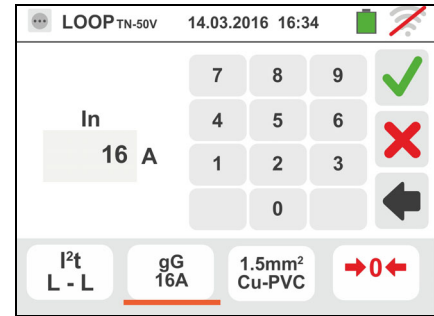 LOOP TN-50V 14.03.2016 16:34
7 8 9
In
4 5 6
16 A
1 2 3
0
I²t gG 1.5mm² →0←
L - L 16A Cu-PVC